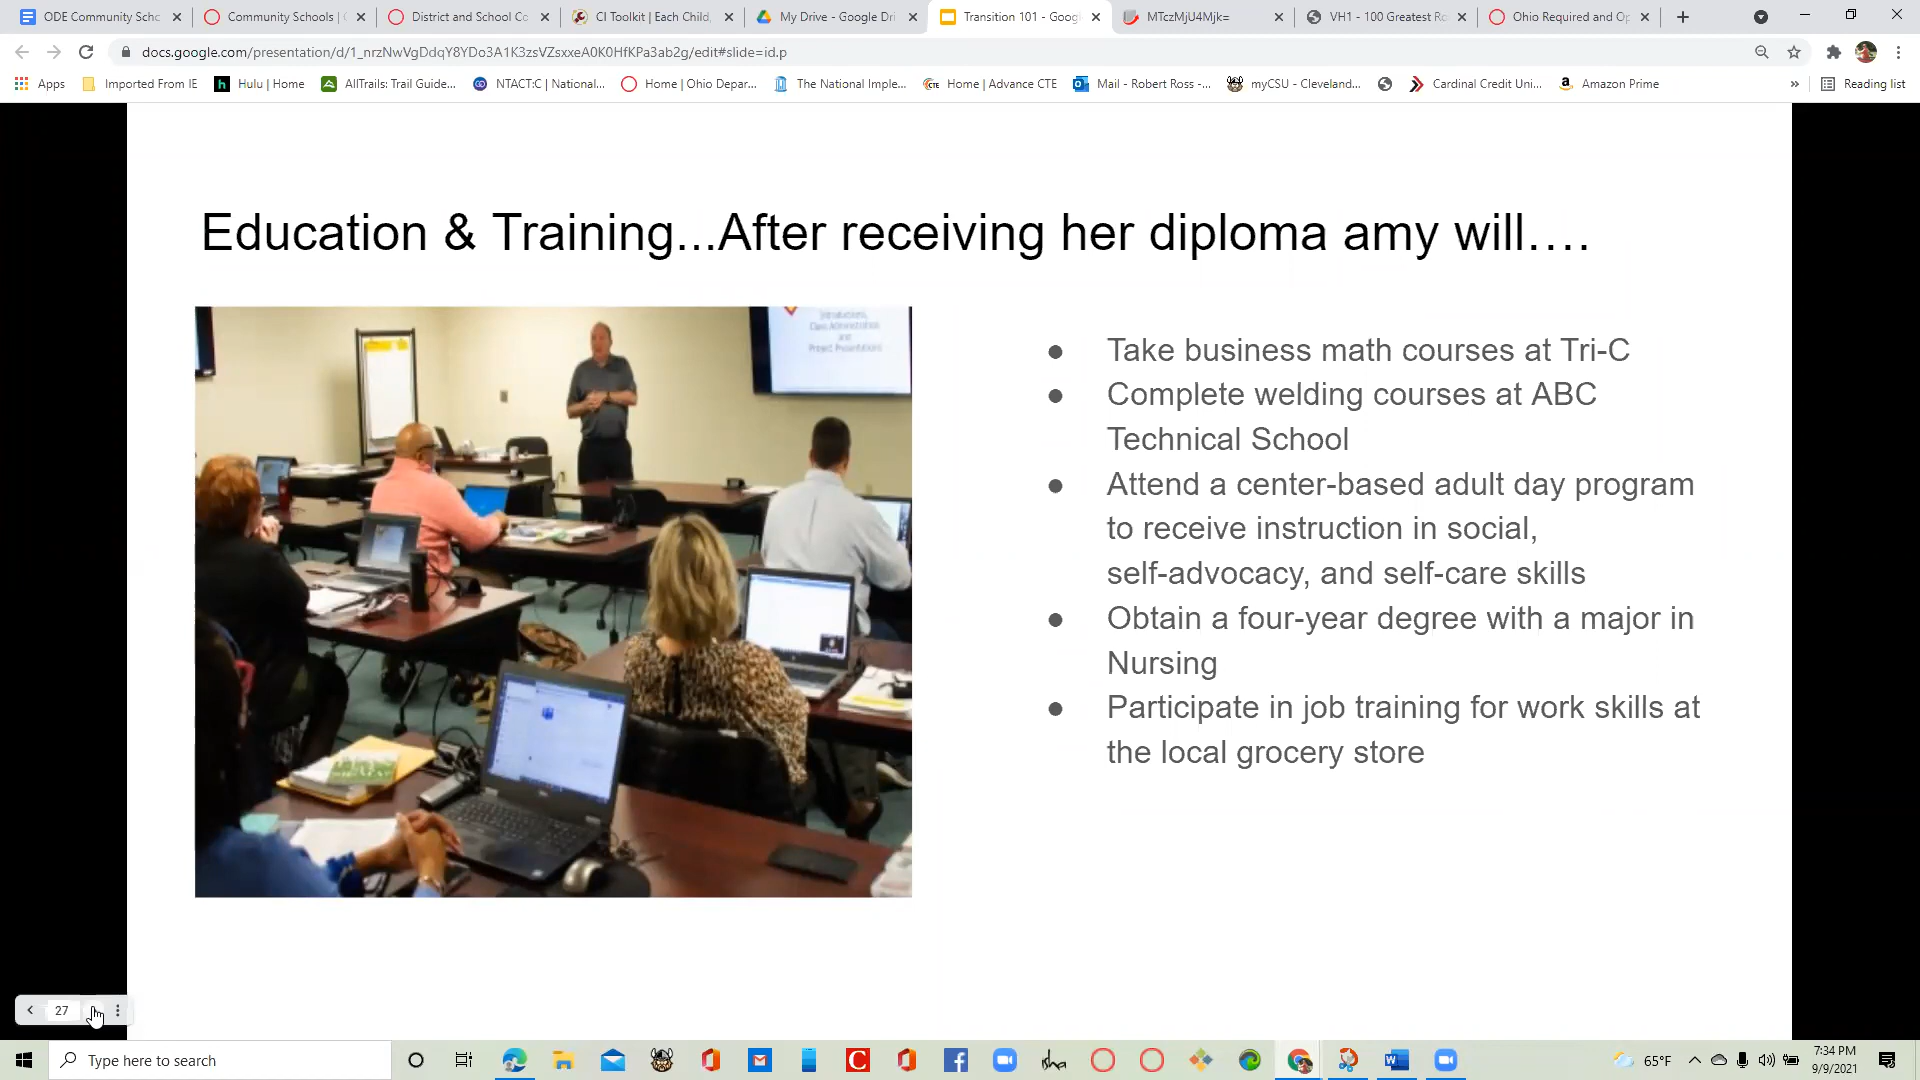 ODE Community Scho
Community Schools |
District and School Co
CI Toolkit | Each Child,
My Drive - Google Dri
Transition 101 - Goog
MTczMjU4Mjk=
VH1 - 100 Greatest Ro
Ohio Required and Op
docs.google.com/presentation/d/1_nrzNwVgDdqY8YDo3A1K3zsVZsxxeA0K0HfKPa3ab2g/edit#slide=id.p
Apps
Imported From IE
Hulu | Home
AllTrails: Trail Guide...
NTACT:C | National...
Home | Ohio Depar...
The National Imple...
Home | Advance CTE
Mail - Robert Ross -...
myCSU - Cleveland...
Cardinal Credit Uni...
Amazon Prime
»
Reading list
Education & Training...After receiving her diploma amy will….
Introductions,
Class Administration
and
Project Presentations
● Take business math courses at Tri-C
● Complete welding courses at ABC
Technical School
● Attend a center-based adult day program
to receive instruction in social,
self-advocacy, and self-care skills
● Obtain a four-year degree with a major in
Nursing
● Participate in job training for work skills at
the local grocery store
27
Type here to search
65°F
7:34 PM
9/9/2021